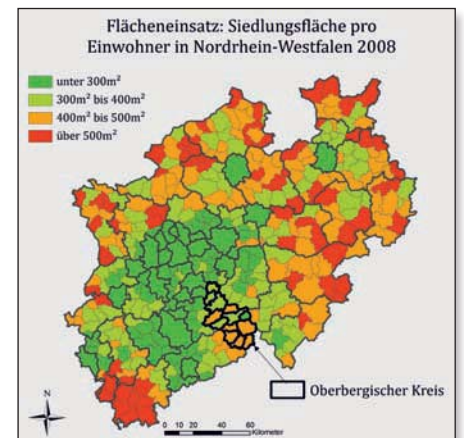 Flächeneinsatz: Siedlungsfläche pro
Einwohner in Nordrhein-Westfalen 2008
unter 300m²
300m² bis 400m²
400m² bis 500m²
über 500m²
Oberbergischer Kreis
N
0 10 20 40 60
Kilometer